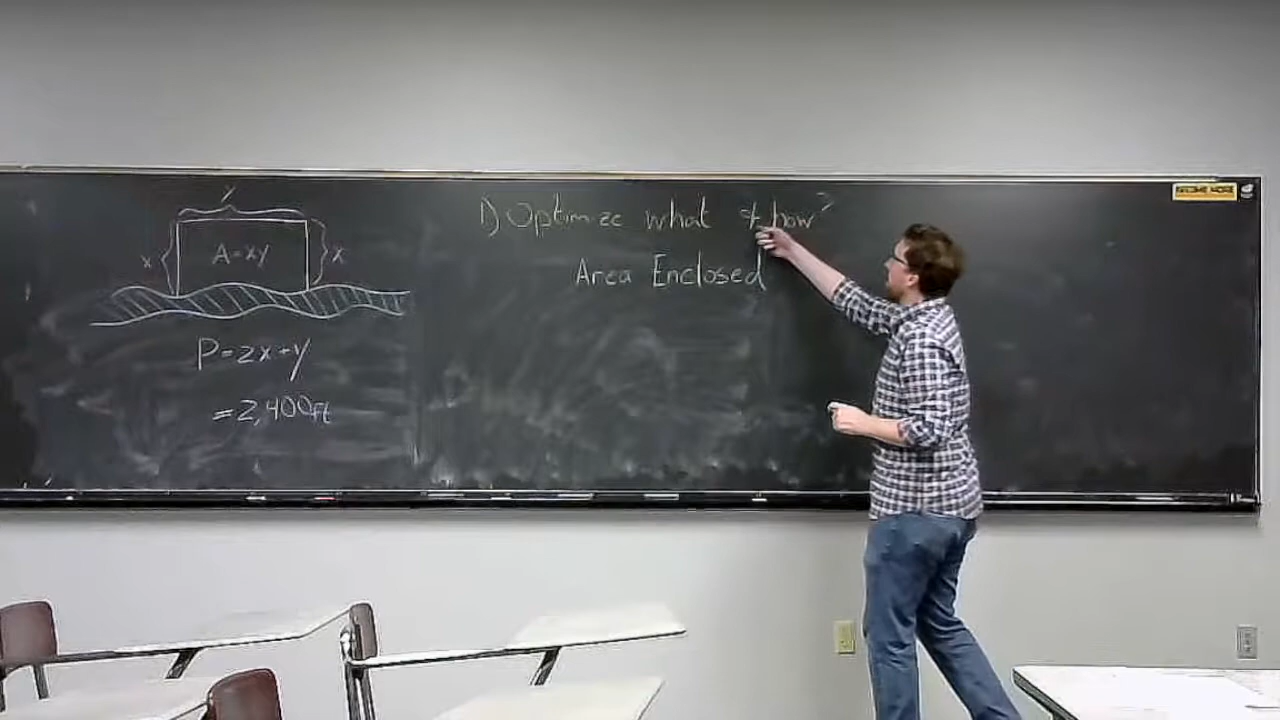 y
x
A=xy
x
P=2x+y
=2,400ft
1) Optimize what & how?
Area Enclosed